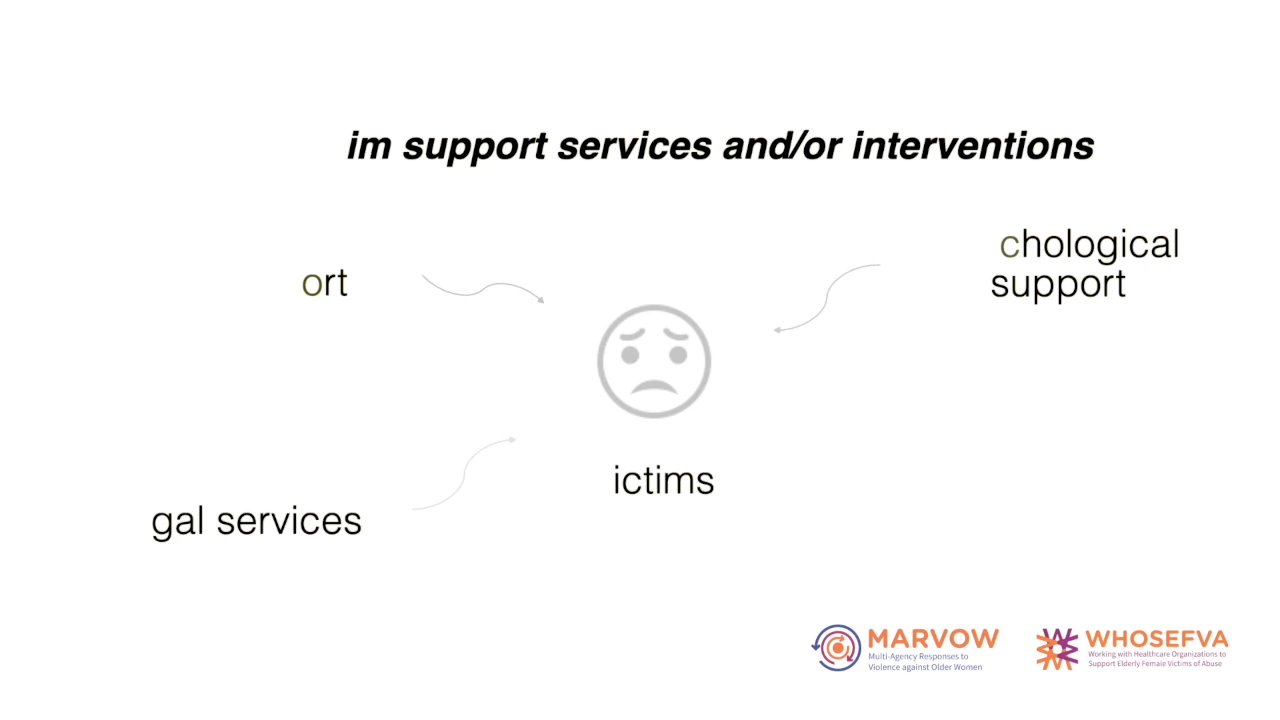 im support services and/or interventions
ort
chological
support
ictims
gal services
MARVOW
Multi-Agency Responses to
Violence against Older Women
WHOSEFVA
Working with Healthcare Organizations to
Support Elderly Female Victims of Abuse